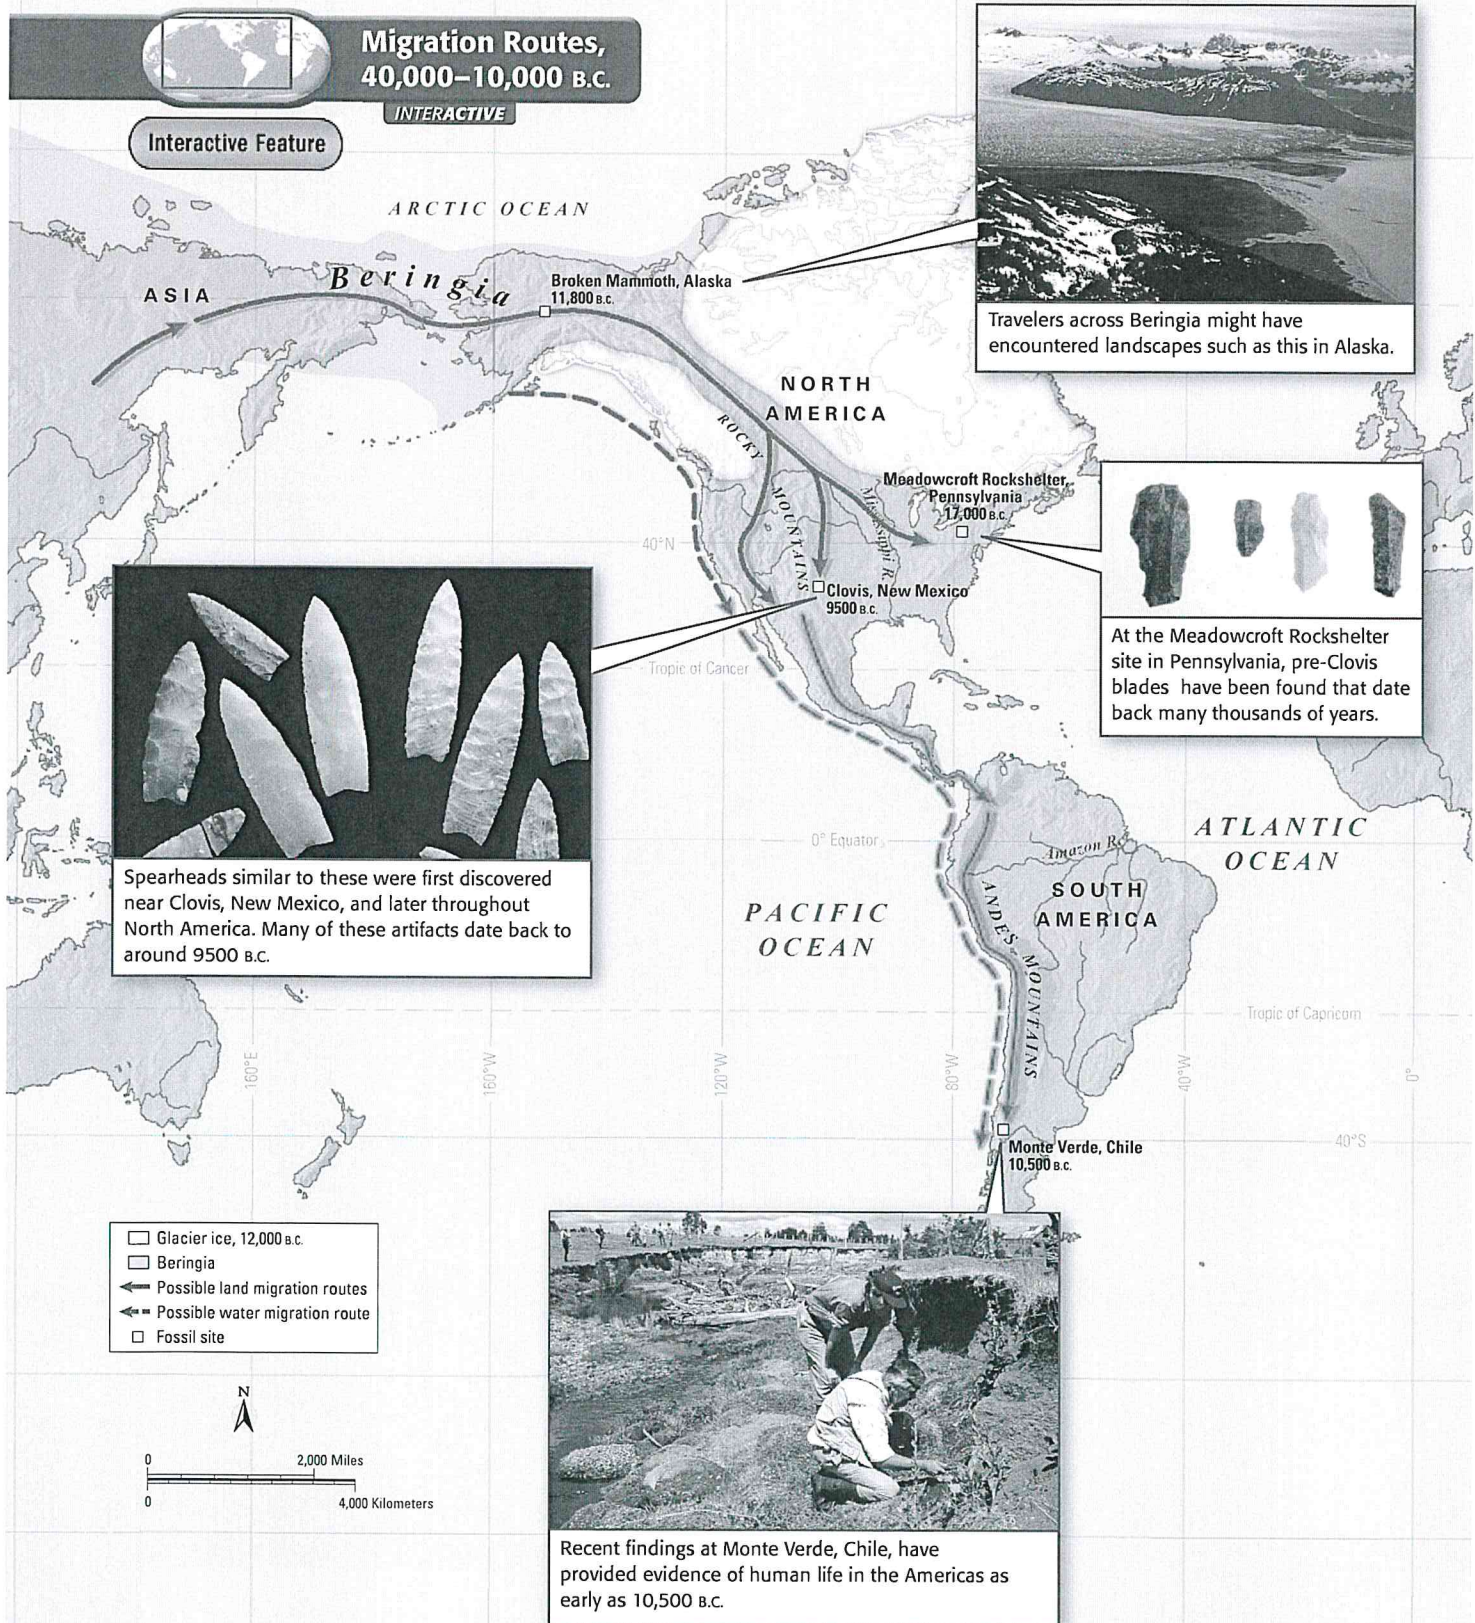 Migration Routes,
40,000–10,000 B.C.
INTERACTIVE
Interactive Feature
ARCTIC OCEAN
ASIA
Beringia
Broken Mammoth, Alaska
11,800 B.C.
Travelers across Beringia might have
encountered landscapes such as this in Alaska.
NORTH
AMERICA
ROCKY
MOUNTAINS
Mississippi R.
Meadowcroft Rockshelter,
Pennsylvania
17,000 B.C.
40°N
Clovis, New Mexico
9500 B.C.
At the Meadowcroft Rockshelter
site in Pennsylvania, pre-Clovis
blades have been found that date
back many thousands of years.
Tropic of Cancer
Spearheads similar to these were first discovered
near Clovis, New Mexico, and later throughout
North America. Many of these artifacts date back to
around 9500 B.C.
0° Equator
Amazon R.
ATLANTIC
OCEAN
SOUTH
AMERICA
PACIFIC
OCEAN
ANDES MOUNTAINS
Tropic of Capricorn
160°E
160°W
120°W
80°W
40°W
0°
40°S
Monte Verde, Chile
10,500 B.C.
Glacier ice, 12,000 B.C.
Beringia
Possible land migration routes
Possible water migration route
Fossil site
N
0 2,000 Miles
0 4,000 Kilometers
Recent findings at Monte Verde, Chile, have
provided evidence of human life in the Americas as
early as 10,500 B.C.